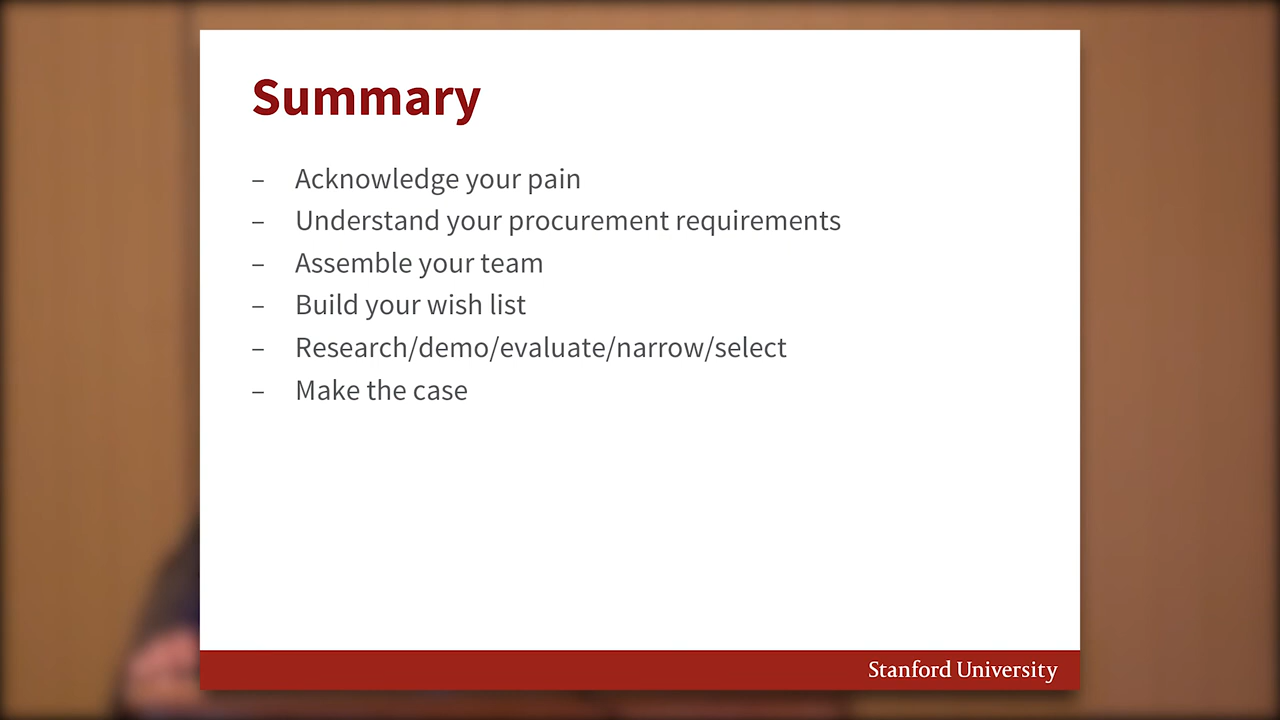 Summary
– Acknowledge your pain
– Understand your procurement requirements
– Assemble your team
– Build your wish list
– Research/demo/evaluate/narrow/select
– Make the case
Stanford University